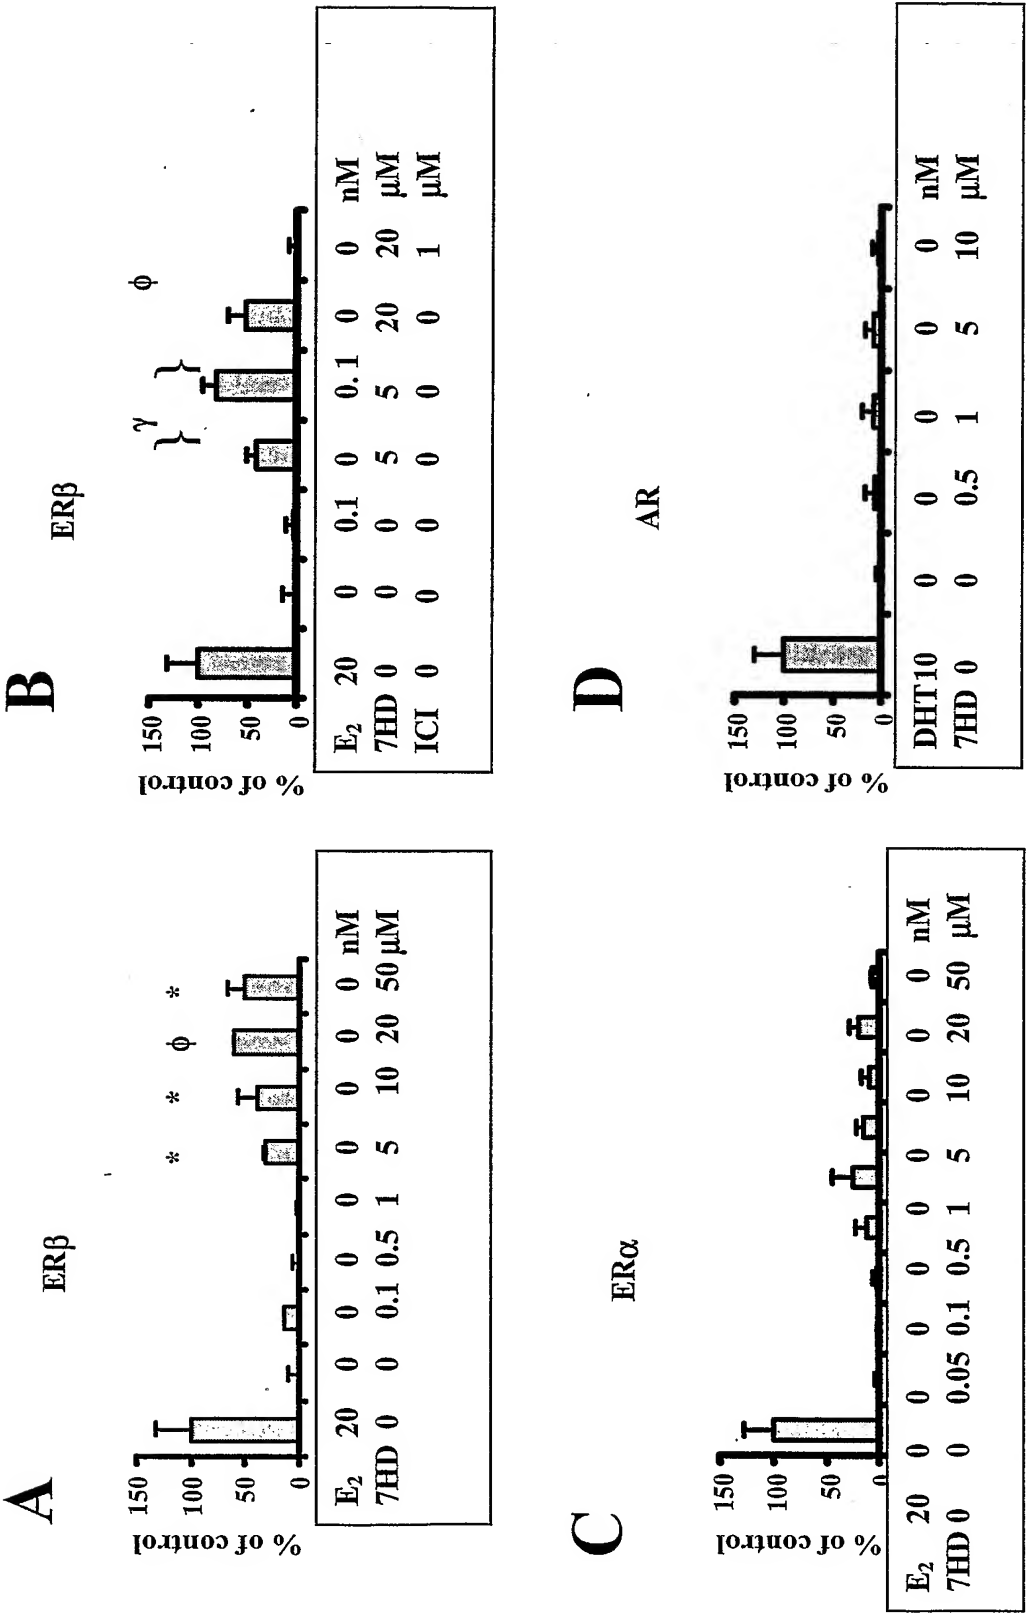 A
ERβ
* * ϕ *
150
100
50
0
% of control
E₂ 20 0 0 0 0 0 0 0 nM
7HD 0 0 0.1 0.5 1 5 10 20 50 μM
B
ERβ
γ ϕ
} }
150
100
50
0
% of control
E₂ 20 0 0.1 0 0.1 0 0 nM
7HD 0 0 0 5 5 20 20 μM
ICI 0 0 0 0 0 0 1 μM
C
ERα
150
100
50
0
% of control
E₂ 20 0 0 0 0 0 0 0 0 0 nM
7HD 0 0 0.05 0.1 0.5 1 5 10 20 50 μM
D
AR
150
100
50
0
% of control
DHT 10 0 0 0 0 0 nM
7HD 0 0 0.5 1 5 10 μM